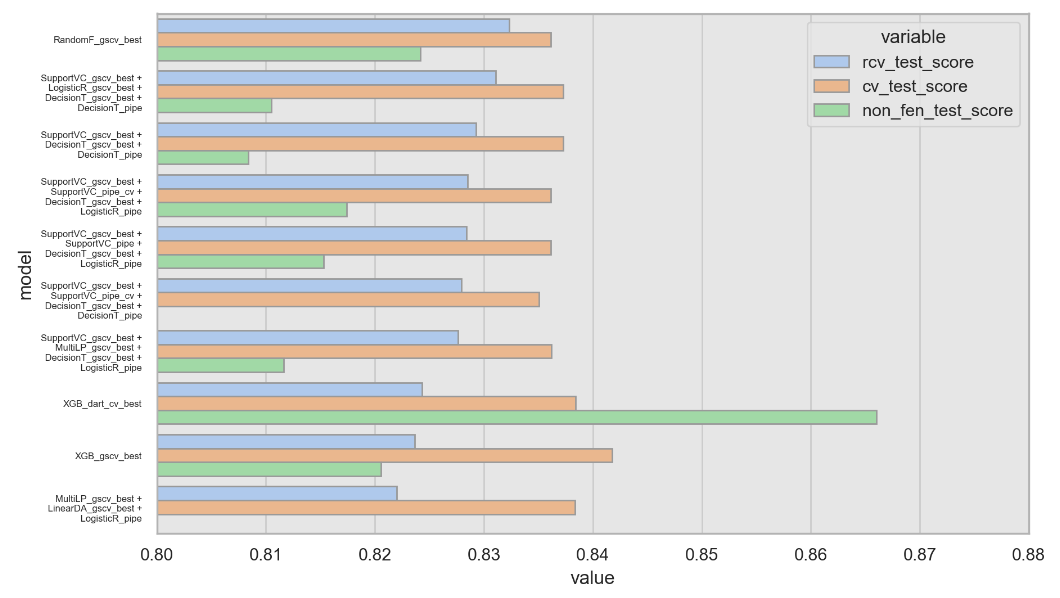 variable
rcv_test_score
cv_test_score
non_fen_test_score
RandomF_gscv_best
SupportVC_gscv_best +
LogisticR_gscv_best +
DecisionT_gscv_best +
DecisionT_pipe
SupportVC_gscv_best +
DecisionT_gscv_best +
DecisionT_pipe
SupportVC_gscv_best +
SupportVC_pipe_cv +
DecisionT_gscv_best +
LogisticR_pipe
SupportVC_gscv_best +
SupportVC_pipe +
DecisionT_gscv_best +
LogisticR_pipe
SupportVC_gscv_best +
SupportVC_pipe_cv +
DecisionT_gscv_best +
DecisionT_pipe
SupportVC_gscv_best +
MultiLP_gscv_best +
DecisionT_gscv_best +
LogisticR_pipe
XGB_dart_cv_best
XGB_gscv_best
MultiLP_gscv_best +
LinearDA_gscv_best +
LogisticR_pipe
model
0.80 0.81 0.82 0.83 0.84 0.85 0.86 0.87 0.88
value